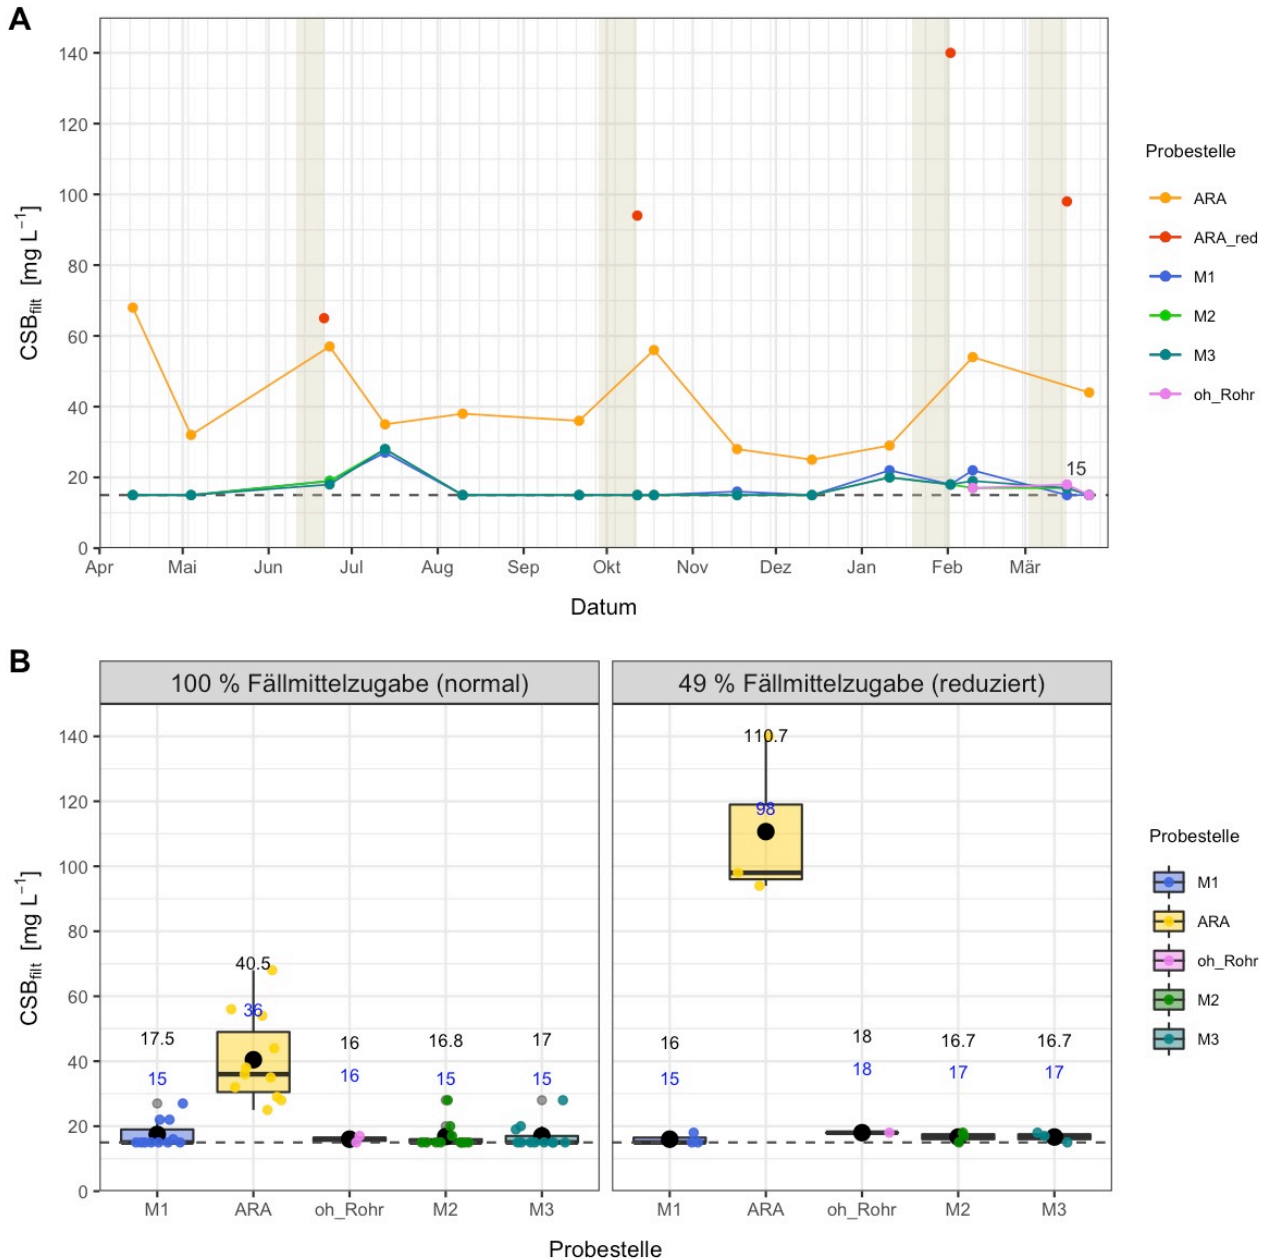 A
CSB filt [mg L−1]
140
120
100
80
60
40
20
0
15
Apr Mai Jun Jul Aug Sep Okt Nov Dez Jan Feb Mär
Datum
Probestelle
ARA
ARA_red
M1
M2
M3
oh_Rohr
B
100 % Fällmittelzugabe (normal)
49 % Fällmittelzugabe (reduziert)
CSB filt [mg L−1]
140
120
100
80
60
40
20
0
17.5 40.5 16 16.8 17
15 36 16 15 15
16 110.7 18 16.7 16.7
15 98 18 17 17
M1 ARA oh_Rohr M2 M3
M1 ARA oh_Rohr M2 M3
Probestelle
Probestelle
M1
ARA
oh_Rohr
M2
M3